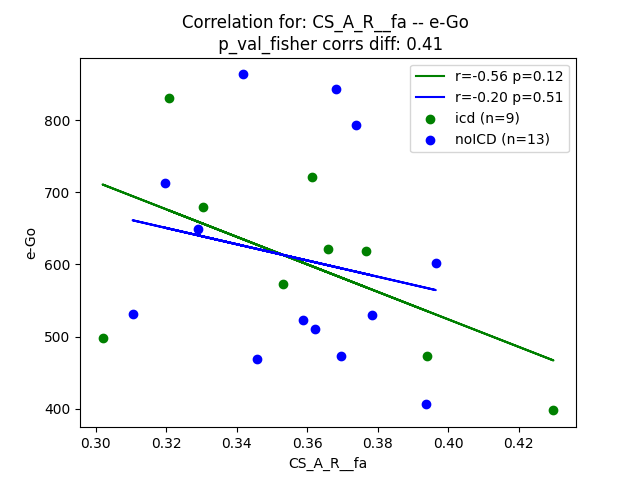 Correlation for: CS_A_R__fa -- e-Go
p_val_fisher corrs diff: 0.41
r=-0.56 p=0.12
r=-0.20 p=0.51
icd (n=9)
noICD (n=13)
e-Go
800
700
600
500
400
0.30 0.32 0.34 0.36 0.38 0.40 0.42
CS_A_R__fa